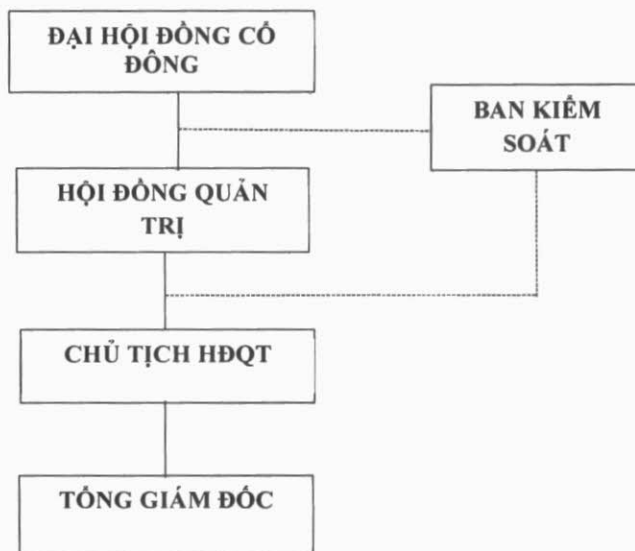 ĐẠI HỘI ĐỒNG CỔ
ĐÔNG
BAN KIỂM
SOÁT
HỘI ĐỒNG QUẢN
TRỊ
CHỦ TỊCH HĐQT
TỔNG GIÁM ĐỐC